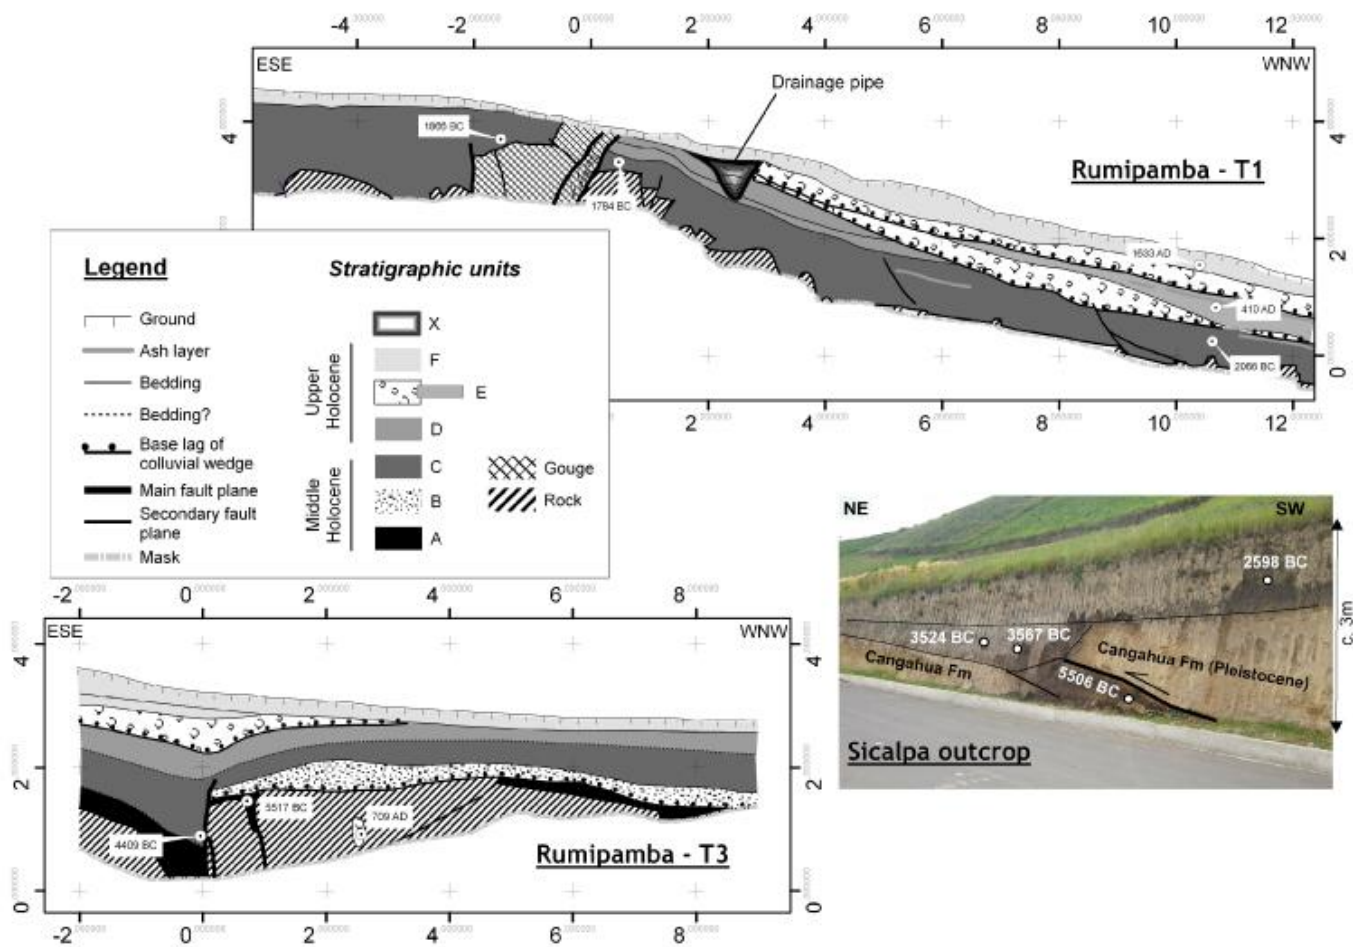 -4 -2 0 2 4 6 8 10 12
ESE
WNW
Drainage pipe
4
4
1866 BC
Rumipamba - T1
1784 BC
2
1633 AD
410 AD
2066 BC
0
2 4 6 8 10 12
Legend
Ground
Ash layer
Bedding
Bedding?
Base lag of
colluvial wedge
Main fault plane
Secondary fault
plane
Mask
Stratigraphic units
X
Upper
Holocene
F
E
D
Middle
Holocene
C
B
A
Gouge
Rock
NE
SW
2598 BC
3524 BC
3567 BC
Cangahua Fm
Cangahua Fm (Pleistocene)
5506 BC
c. 3m
Sicalpa outcrop
-2 0 2 4 6 8
ESE
WNW
4
4
2
2
5517 BC
709 AD
4409 BC
Rumipamba - T3
0
0
-2 0 2 4 6 8